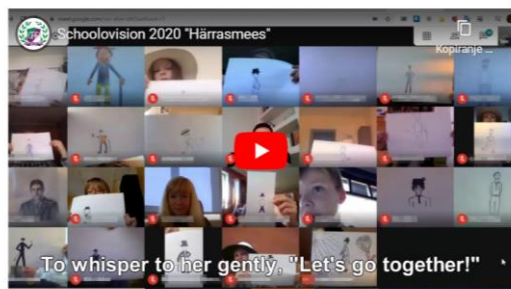 Schoolovision 2020 "Härrasmees"
Kopiranje ...
To whisper to her gently, "Let's go together!"